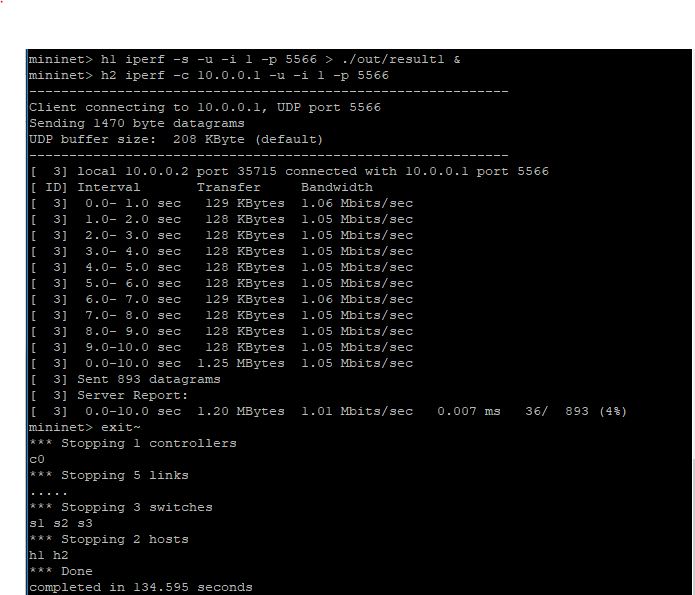 mininet> h1 iperf -s -u -i 1 -p 5566 > ./out/result1 &
mininet> h2 iperf -c 10.0.0.1 -u -i 1 -p 5566
------------------------------------------------------------
Client connecting to 10.0.0.1, UDP port 5566
Sending 1470 byte datagrams
UDP buffer size:  208 KByte (default)
------------------------------------------------------------
[  3] local 10.0.0.2 port 35715 connected with 10.0.0.1 port 5566
[ ID] Interval       Transfer     Bandwidth
[  3]  0.0- 1.0 sec   129 KBytes  1.06 Mbits/sec
[  3]  1.0- 2.0 sec   128 KBytes  1.05 Mbits/sec
[  3]  2.0- 3.0 sec   128 KBytes  1.05 Mbits/sec
[  3]  3.0- 4.0 sec   128 KBytes  1.05 Mbits/sec
[  3]  4.0- 5.0 sec   128 KBytes  1.05 Mbits/sec
[  3]  5.0- 6.0 sec   128 KBytes  1.05 Mbits/sec
[  3]  6.0- 7.0 sec   129 KBytes  1.06 Mbits/sec
[  3]  7.0- 8.0 sec   128 KBytes  1.05 Mbits/sec
[  3]  8.0- 9.0 sec   128 KBytes  1.05 Mbits/sec
[  3]  9.0-10.0 sec   128 KBytes  1.05 Mbits/sec
[  3]  0.0-10.0 sec  1.25 MBytes  1.05 Mbits/sec
[  3] Sent 893 datagrams
[  3] Server Report:
[  3]  0.0-10.0 sec  1.20 MBytes  1.01 Mbits/sec   0.007 ms   36/  893 (4%)
mininet> exit~
*** Stopping 1 controllers
c0
*** Stopping 5 links
.....
*** Stopping 3 switches
s1 s2 s3
*** Stopping 2 hosts
h1 h2
*** Done
completed in 134.595 seconds